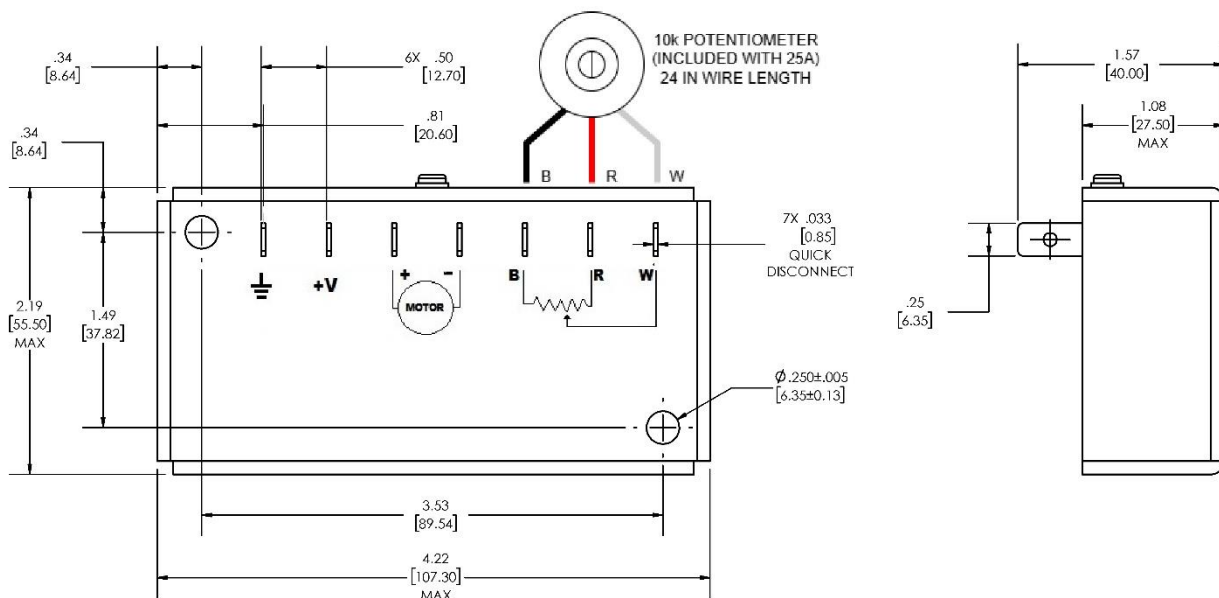 10k POTENTIOMETER
(INCLUDED WITH 25A)
24 IN WIRE LENGTH
.34
[8.64]
6X .50
[12.70]
.81
[20.60]
.34
[8.64]
B R W
1.57
[40.00]
1.08
[27.50]
MAX
+V
+ -
MOTOR
B R W
7X .033
[0.85]
QUICK
DISCONNECT
2.19
[55.50]
MAX
1.49
[37.82]
.25
[6.35]
Ø.250±.005
[6.35±0.13]
3.53
[89.54]
4.22
[107.30]
MAX